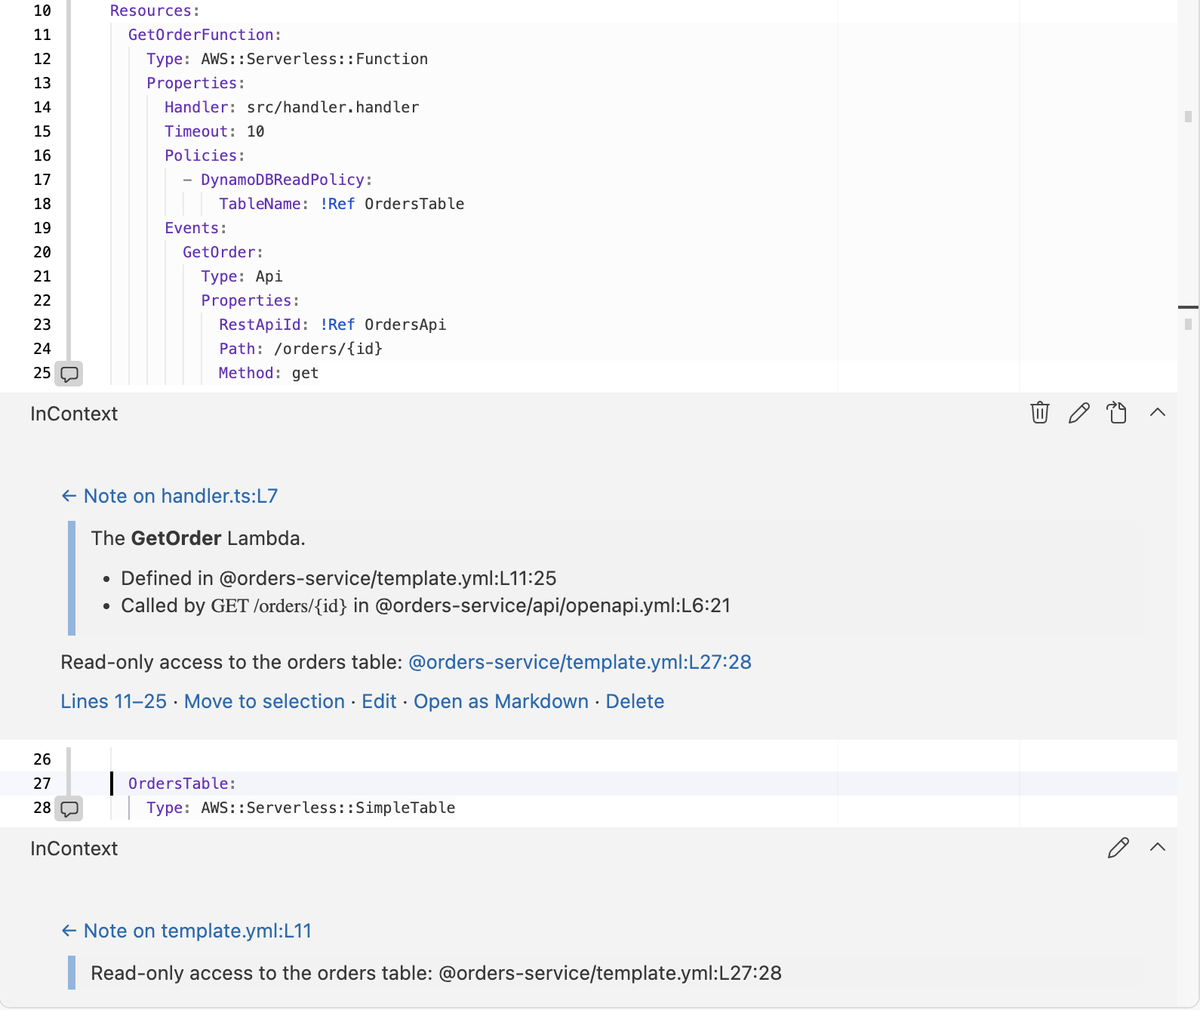 10 Resources:
11 GetOrderFunction:
12 Type: AWS::Serverless::Function
13 Properties:
14 Handler: src/handler.handler
15 Timeout: 10
16 Policies:
17 - DynamoDBReadPolicy:
18 TableName: !Ref OrdersTable
19 Events:
20 GetOrder:
21 Type: Api
22 Properties:
23 RestApiId: !Ref OrdersApi
24 Path: /orders/{id}
25 Method: get
InContext
← Note on handler.ts:L7
The GetOrder Lambda.
• Defined in @orders-service/template.yml:L11:25
• Called by GET /orders/{id} in @orders-service/api/openapi.yml:L6:21
Read-only access to the orders table: @orders-service/template.yml:L27:28
Lines 11–25 · Move to selection · Edit · Open as Markdown · Delete
26
27 OrdersTable:
28 Type: AWS::Serverless::SimpleTable
InContext
← Note on template.yml:L11
Read-only access to the orders table: @orders-service/template.yml:L27:28